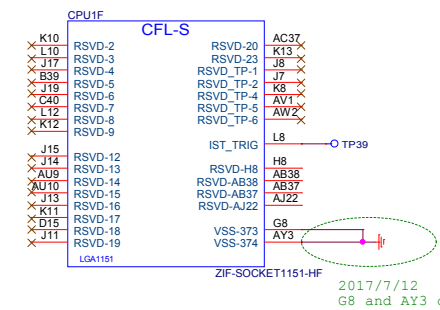 CPU1F
CFL-S
K10 RSVD-2
L10 RSVD-3
J17 RSVD-4
B39 RSVD-5
J19 RSVD-6
C40 RSVD-7
L12 RSVD-8
K12 RSVD-9
J15 RSVD-12
J14 RSVD-13
AU9 RSVD-14
AU10 RSVD-15
J13 RSVD-16
K11 RSVD-17
D15 RSVD-18
J11 RSVD-19
RSVD-20 AC37
RSVD-23 K13
RSVD_TP-1 J8
RSVD_TP-2 J7
RSVD_TP-4 K8
RSVD_TP-5 AV1
RSVD_TP-6 AW2
IST_TRIG L8 TP39
RSVD-H8 H8
RSVD-AB38 AB38
RSVD-AB37 AB37
RSVD-AJ22 AJ22
VSS-373 G8
VSS-374 AY3
LGA1151
ZIF-SOCKET1151-HF
2017/7/12
G8 and AY3